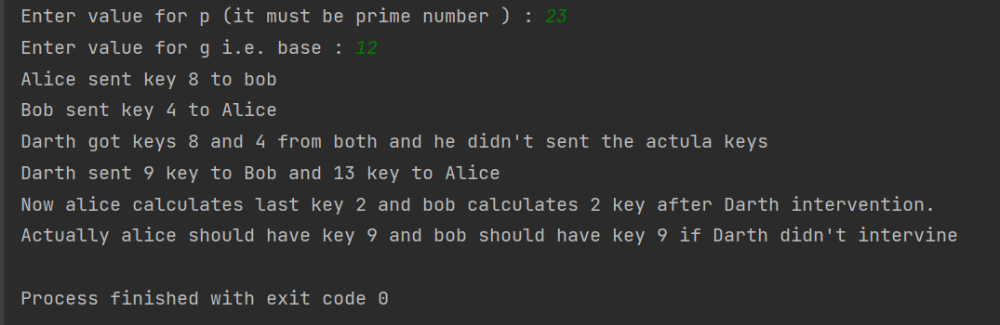 Enter value for p (it must be prime number ) : 23
Enter value for g i.e. base : 12
Alice sent key 8 to bob
Bob sent key 4 to Alice
Darth got keys 8 and 4 from both and he didn't sent the actula keys
Darth sent 9 key to Bob and 13 key to Alice
Now alice calculates last key 2 and bob calculates 2 key after Darth intervention.
Actually alice should have key 9 and bob should have key 9 if Darth didn't intervine
Process finished with exit code 0